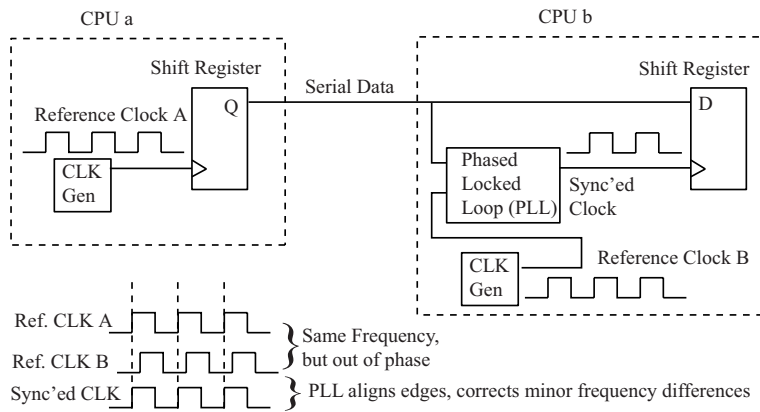 CPU a
CPU b
Shift Register
Shift Register
Serial Data
Q
D
Reference Clock A
CLK
Gen
Phased
Locked
Loop (PLL)
Sync'ed
Clock
CLK
Gen
Reference Clock B
Ref. CLK A
Ref. CLK B
Sync'ed CLK
Same Frequency,
but out of phase
PLL aligns edges, corrects minor frequency differences